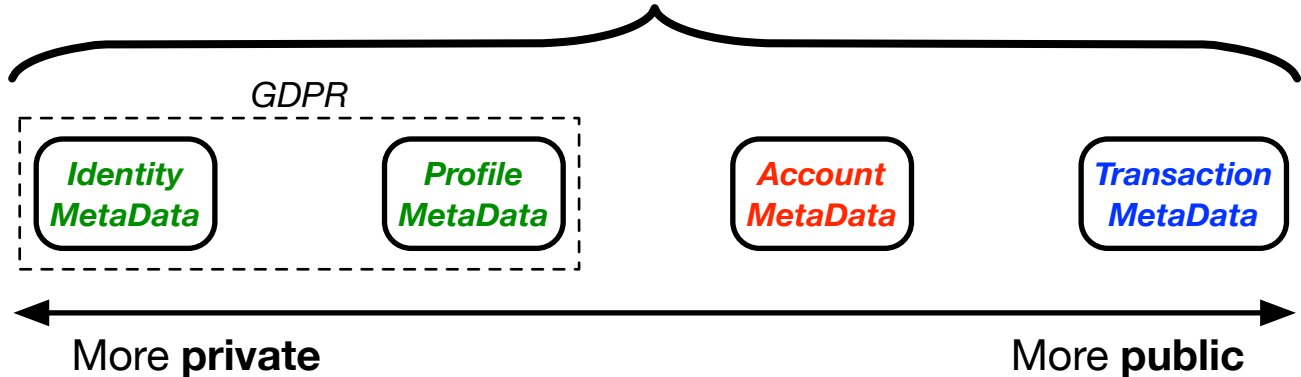 GDPR
Identity
MetaData
Profile
MetaData
Account
MetaData
Transaction
MetaData
More private
More public